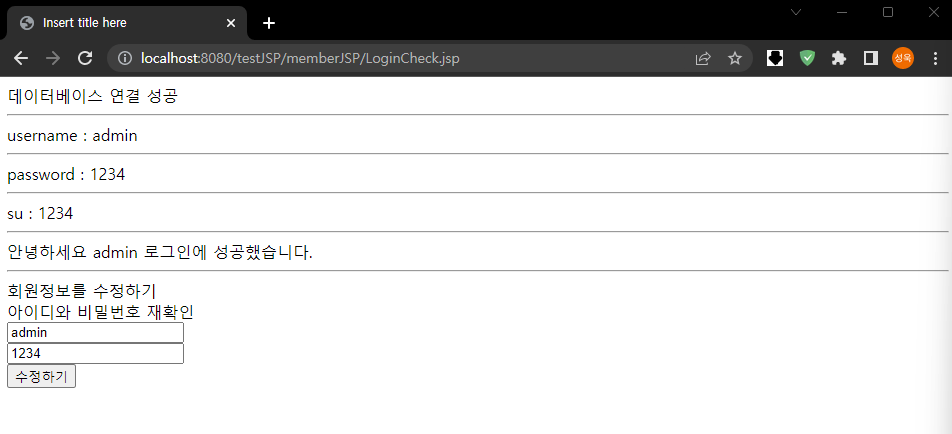 Insert title here
localhost:8080/testJSP/memberJSP/LoginCheck.jsp
성욱
데이터베이스 연결 성공
username : admin
password : 1234
su : 1234
안녕하세요 admin 로그인에 성공했습니다.
회원정보를 수정하기
아이디와 비밀번호 재확인
admin
1234
수정하기